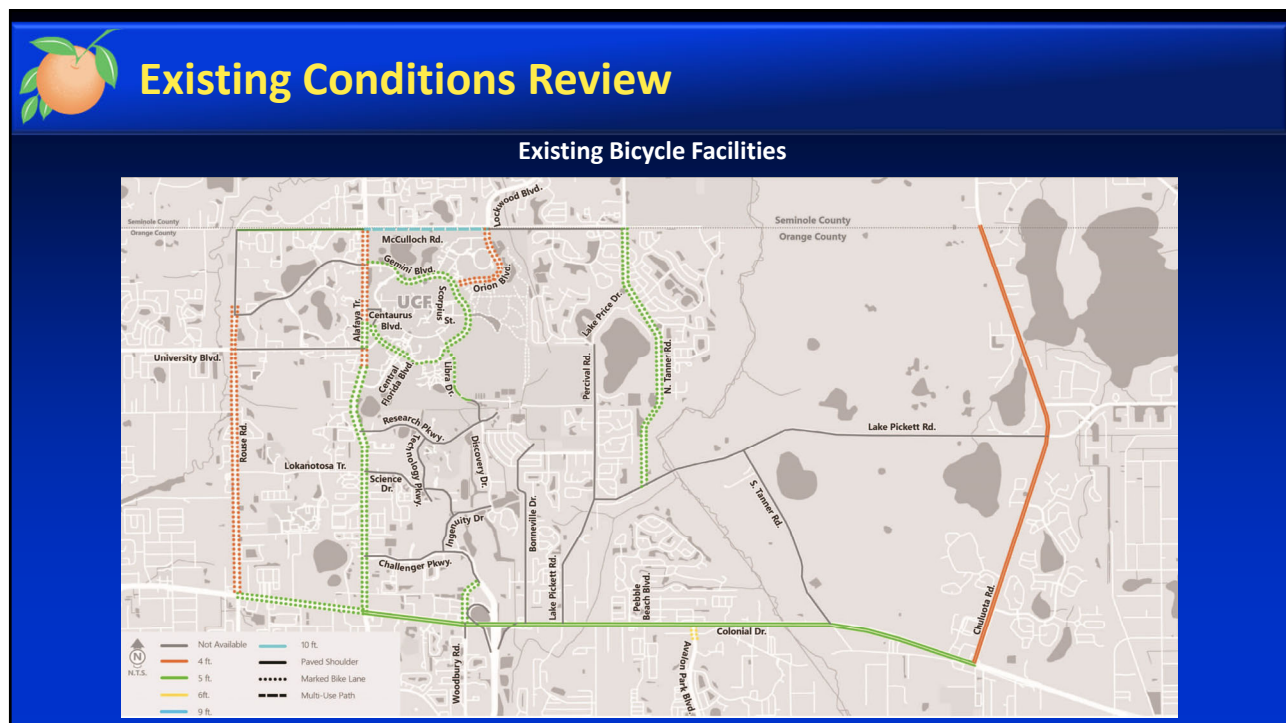 Existing Conditions Review
Existing Bicycle Facilities
Lockwood Blvd.
Seminole County
Orange County
Seminole County
Orange County
McCulloch Rd.
Gemini Blvd.
Orion Blvd.
UCF
Scorpius
St.
Alafaya Tr.
Centaurus
Blvd.
Lake Price Dr.
University Blvd.
Central
Florida Blvd.
Libra Dr.
Percival Rd.
N. Tanner Rd.
Rouse Rd.
Research Pkwy.
Technology Pkwy.
Discovery Dr.
Lake Pickett Rd.
Lokanotosa Tr.
Science
Dr.
S. Tanner Rd.
Ingenuity Dr
Bonneville Dr.
Challenger Pkwy.
Lake Pickett Rd.
Pebble
Beach Blvd.
Chuluota Rd.
Colonial Dr.
Woodbury Rd.
Avalon Park Blvd.
N
N.T.S.
Not Available
4 ft.
5 ft.
6ft.
9 ft.
10 ft.
Paved Shoulder
Marked Bike Lane
Multi-Use Path